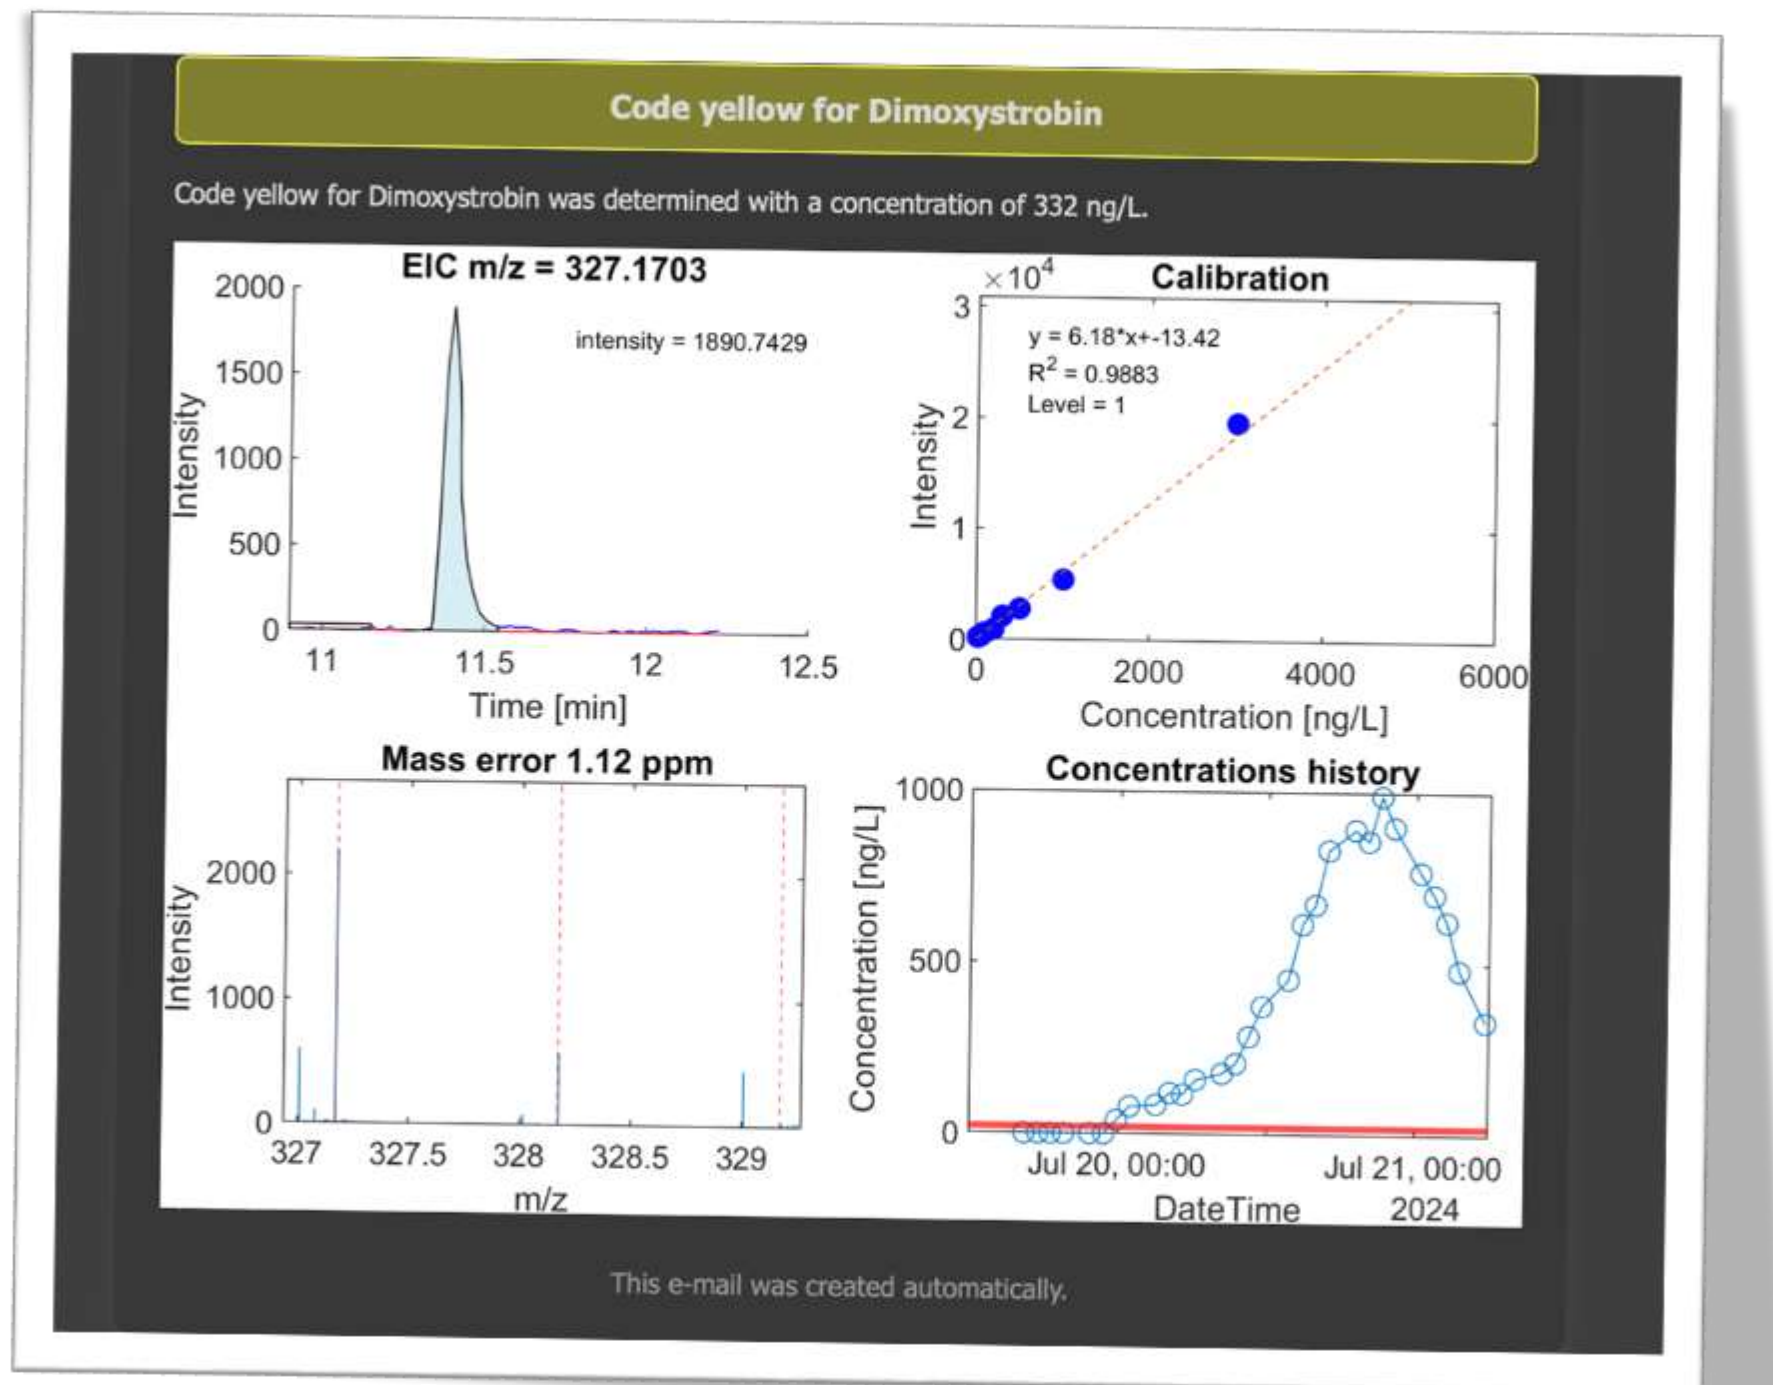 Code yellow for Dimoxystrobin
Code yellow for Dimoxystrobin was determined with a concentration of 332 ng/L.
EIC m/z = 327.1703
intensity = 1890.7429
2000
1500
1000
500
0
Intensity
11
11.5
12
12.5
Time [min]
×10⁴
Calibration
y = 6.18*x+-13.42
R² = 0.9883
Level = 1
3
2
1
0
Intensity
0
2000
4000
6000
Concentration [ng/L]
Mass error 1.12 ppm
2000
1000
0
Intensity
327
327.5
328
328.5
329
m/z
Concentrations history
1000
500
0
Concentration [ng/L]
Jul 20, 00:00
Jul 21, 00:00
DateTime
2024
This e-mail was created automatically.